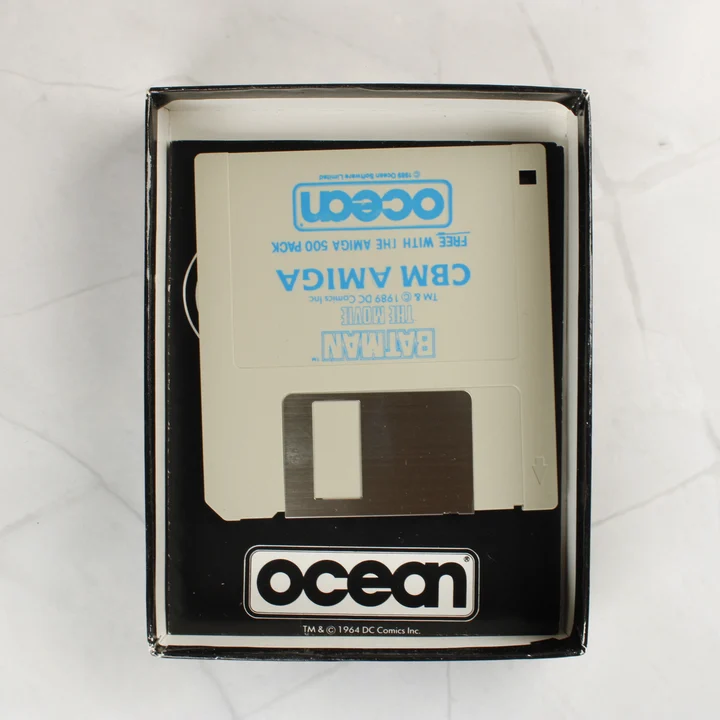 BATMAN™
THE MOVIE
TM & © 1989 DC Comics Inc
CBM AMIGA
FREE WITH THE AMIGA 500 PACK
ocean
© 1989 Ocean Software Limited
ocean®
TM & © 1964 DC Comics Inc.